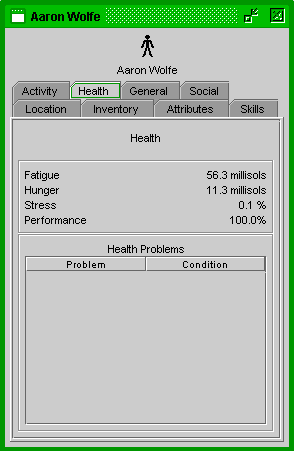 Aaron Wolfe
Aaron Wolfe
Activity Health General Social
Location Inventory Attributes Skills
Health
Fatigue 56.3 millisols
Hunger 11.3 millisols
Stress 0.1 %
Performance 100.0%
Health Problems
Problem Condition